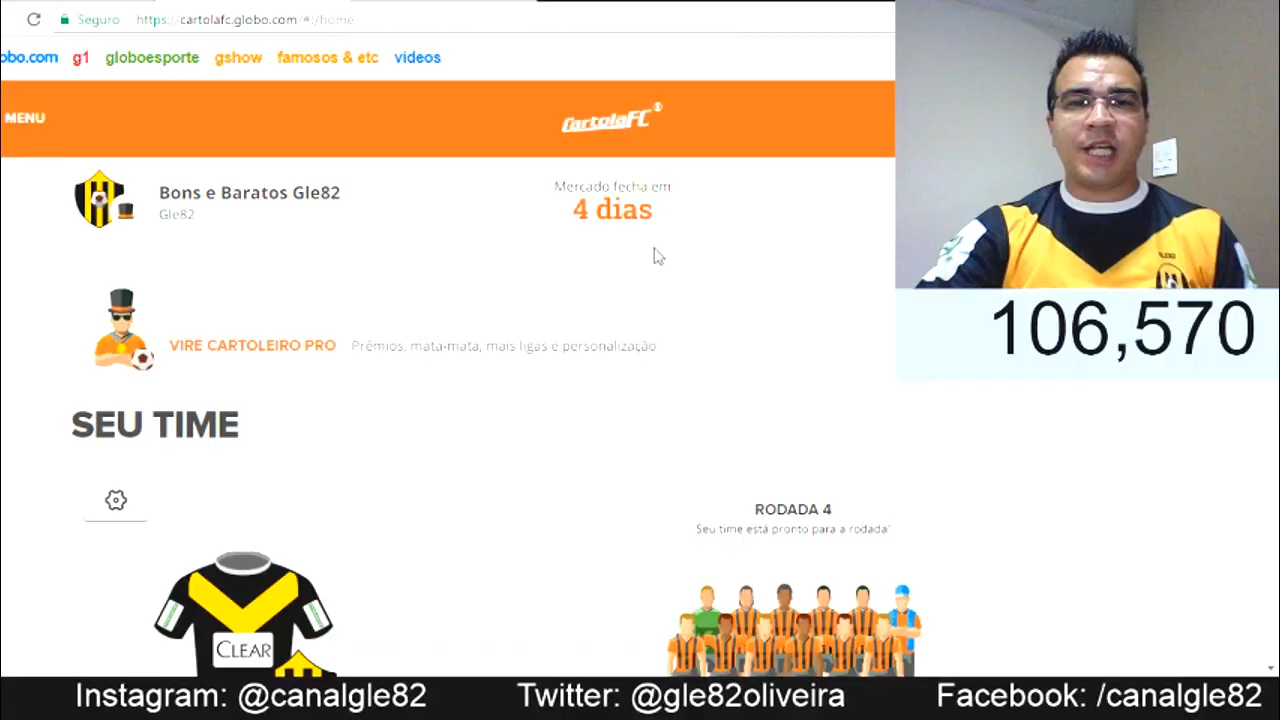 Seguro https://cartolafc.globo.com/#!/home
obo.com g1 globoesporte gshow famosos & etc videos
MENU
CartolaFC
Bons e Baratos Gle82
Gle82
Mercado fecha em
4 dias
106,570
VIRE CARTOLEIRO PRO Prêmios, mata-mata, mais ligas e personalização
SEU TIME
RODADA 4
Seu time está pronto para a rodada!
CLEAR
Instagram: @canalgle82 Twitter: @gle82oliveira Facebook: /canalgle82